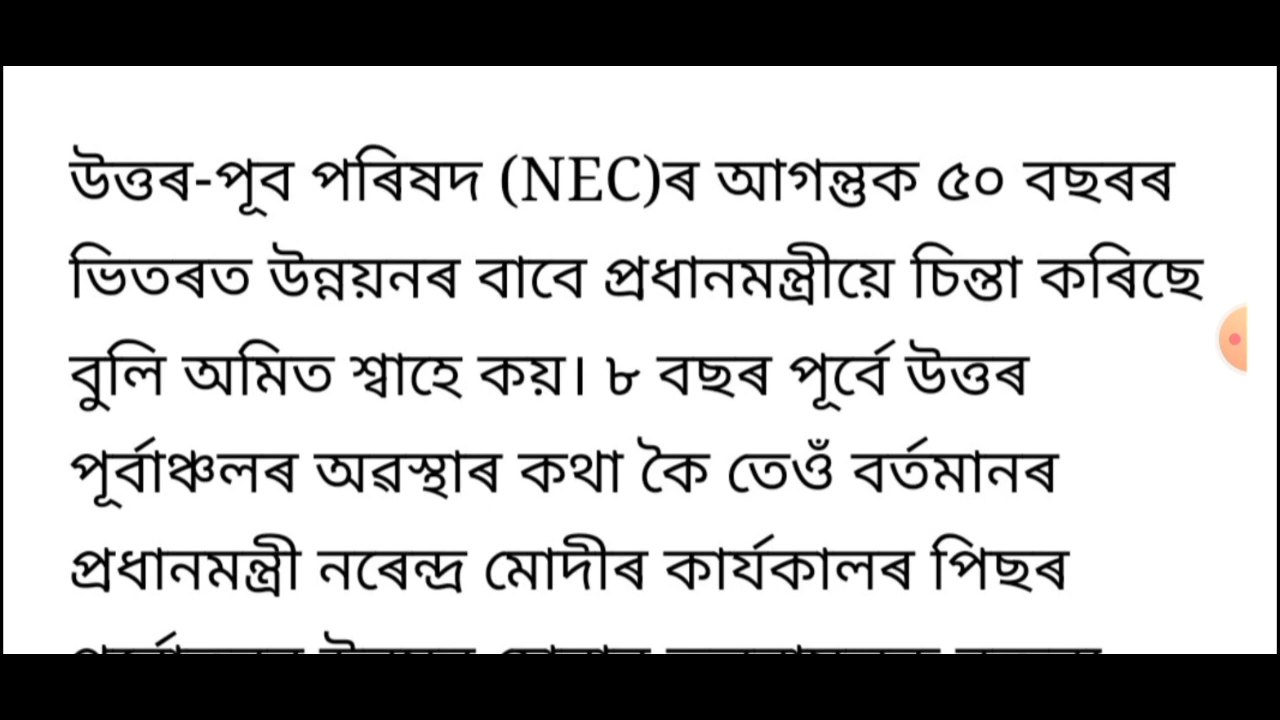 উত্তৰ-পূব পৰিষদ (NEC)ৰ আগন্তুক ৫০ বছৰৰ
ভিতৰত উন্নয়নৰ বাবে প্ৰধানমন্ত্ৰীয়ে চিন্তা কৰিছে
বুলি অমিত শ্বাহে কয়। ৮ বছৰ পূৰ্বে উত্তৰ
পূৰ্বাঞ্চলৰ অৱস্থাৰ কথা কৈ তেওঁ বৰ্তমানৰ
প্ৰধানমন্ত্ৰী নৰেন্দ্ৰ মোদীৰ কাৰ্যকালৰ পিছৰ